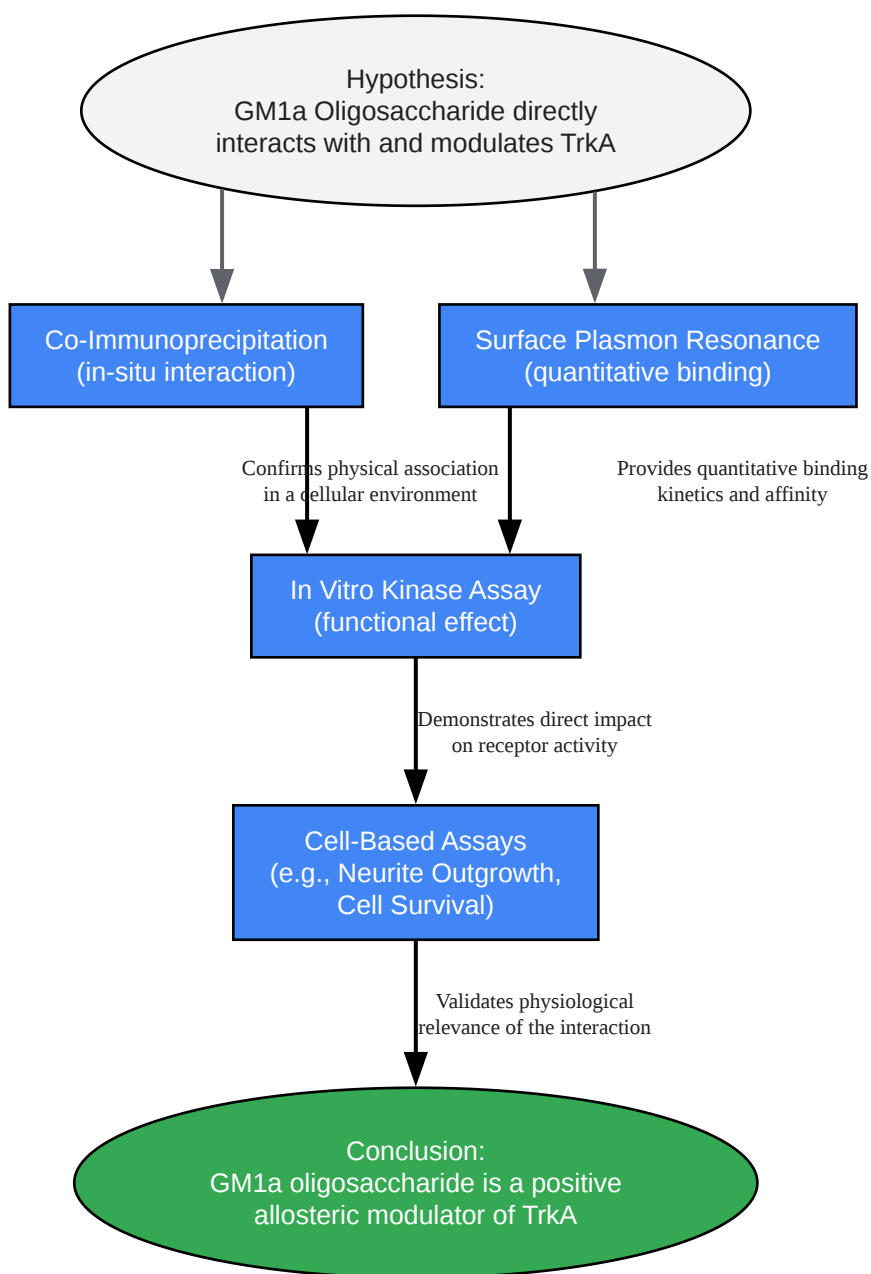 Hypothesis:
GM1a Oligosaccharide directly
interacts with and modulates TrkA
Co-Immunoprecipitation
(in-situ interaction)
Surface Plasmon Resonance
(quantitative binding)
Confirms physical association
in a cellular environment
Provides quantitative binding
kinetics and affinity
In Vitro Kinase Assay
(functional effect)
Demonstrates direct impact
on receptor activity
Cell-Based Assays
(e.g., Neurite Outgrowth,
Cell Survival)
Validates physiological
relevance of the interaction
Conclusion:
GM1a oligosaccharide is a positive
allosteric modulator of TrkA